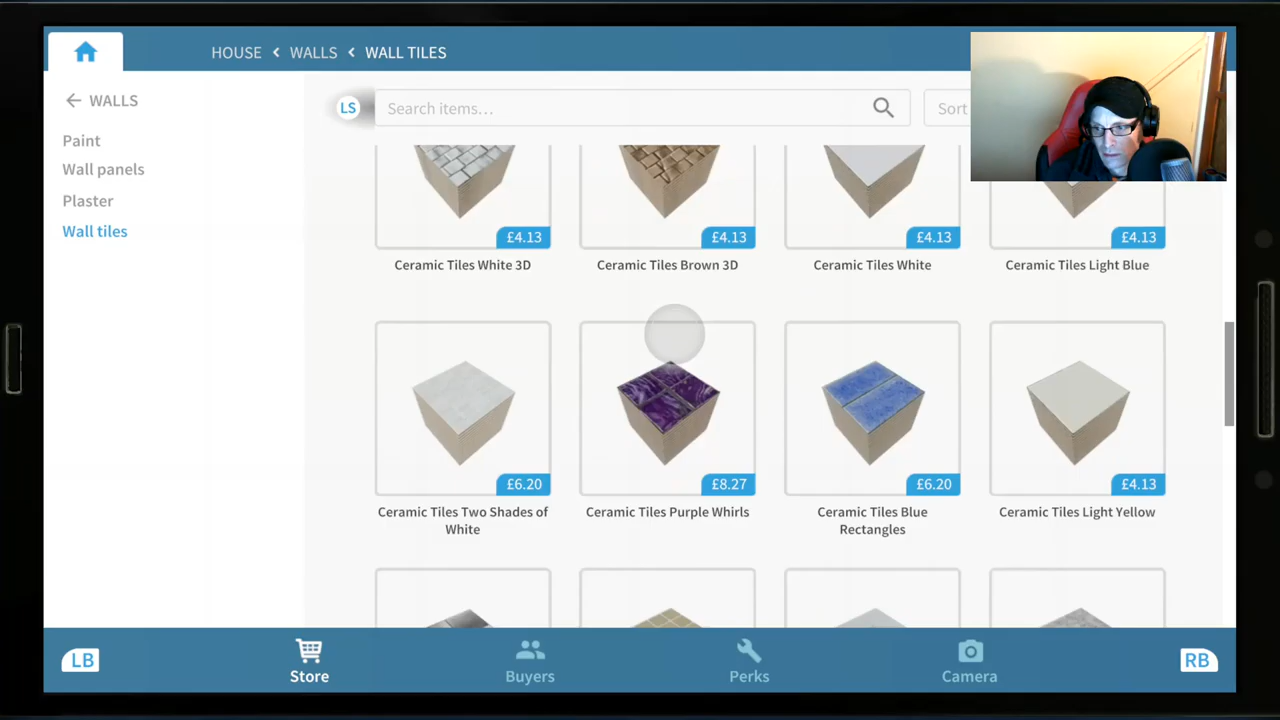 HOUSE < WALLS < WALL TILES
WALLS
Paint
Wall panels
Plaster
Wall tiles
LS
Search items...
Sort
£4.13
£4.13
£4.13
£4.13
Ceramic Tiles White 3D
Ceramic Tiles Brown 3D
Ceramic Tiles White
Ceramic Tiles Light Blue
£6.20
£8.27
£6.20
£4.13
Ceramic Tiles Two Shades of
White
Ceramic Tiles Purple Whirls
Ceramic Tiles Blue
Rectangles
Ceramic Tiles Light Yellow
LB
Store
Buyers
Perks
Camera
RB